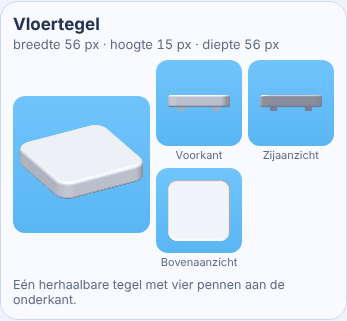 Vloertegel
breedte 56 px · hoogte 15 px · diepte 56 px
Voorkant
Zijaanzicht
Bovenaanzicht
Eén herhaalbare tegel met vier pennen aan de
onderkant.